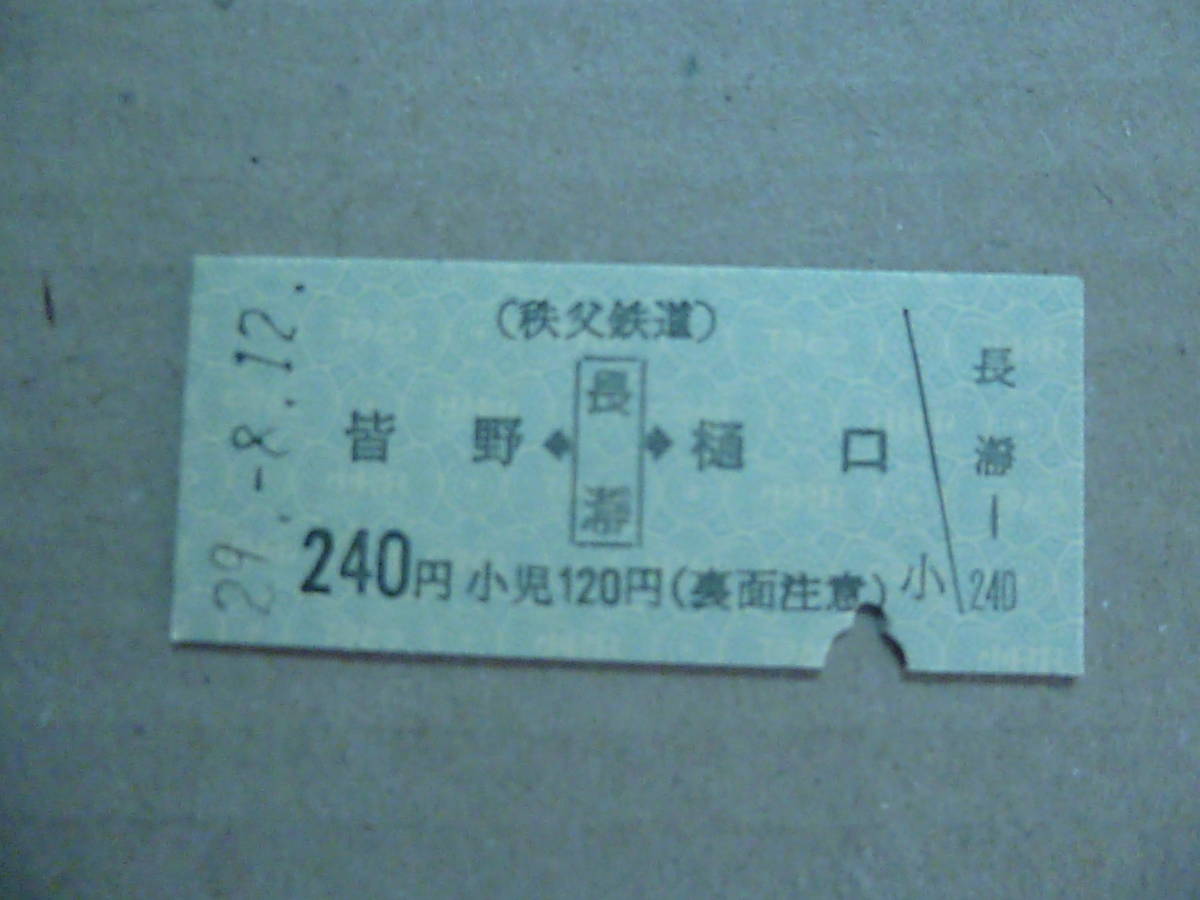 29.-8.12.
(秩父鉄道)
皆野◆長瀞◆樋口
240円 小児120円(裏面注意)
小
長瀞ー
240